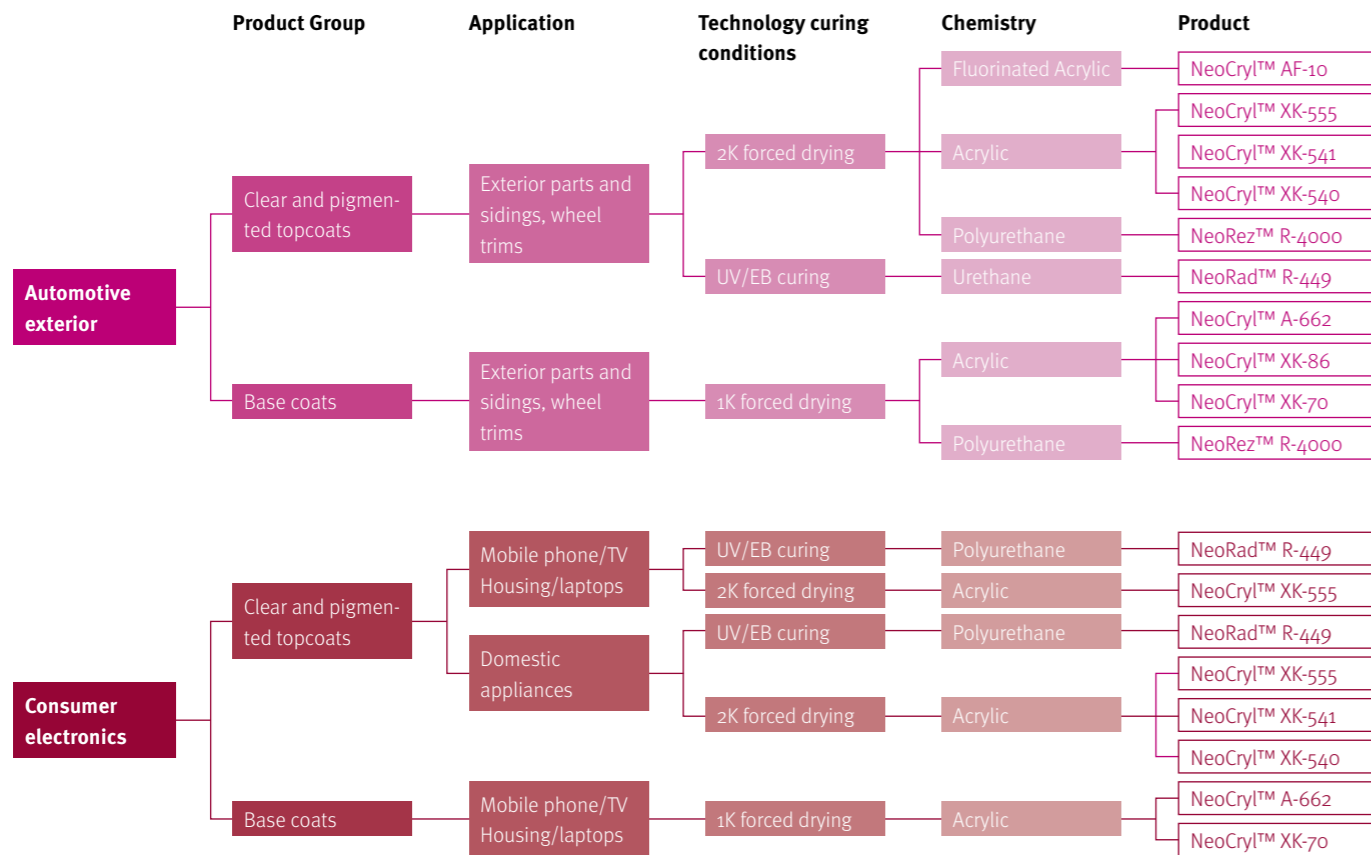 Product Group
Application
Technology curing
conditions
Chemistry
Product
Automotive
exterior
Clear and pigmen-
ted topcoats
Exterior parts and
sidings, wheel
trims
2K forced drying
Fluorinated Acrylic
NeoCryl™ AF-10
Acrylic
NeoCryl™ XK-555
NeoCryl™ XK-541
NeoCryl™ XK-540
Polyurethane
NeoRez™ R-4000
UV/EB curing
Urethane
NeoRad™ R-449
Base coats
Exterior parts and
sidings, wheel
trims
1K forced drying
Acrylic
NeoCryl™ A-662
NeoCryl™ XK-86
NeoCryl™ XK-70
Polyurethane
NeoRez™ R-4000
Consumer
electronics
Clear and pigmen-
ted topcoats
Mobile phone/TV
Housing/laptops
UV/EB curing
Polyurethane
NeoRad™ R-449
2K forced drying
Acrylic
NeoCryl™ XK-555
Domestic
appliances
UV/EB curing
Polyurethane
NeoRad™ R-449
2K forced drying
Acrylic
NeoCryl™ XK-555
NeoCryl™ XK-541
NeoCryl™ XK-540
Base coats
Mobile phone/TV
Housing/laptops
1K forced drying
Acrylic
NeoCryl™ A-662
NeoCryl™ XK-70